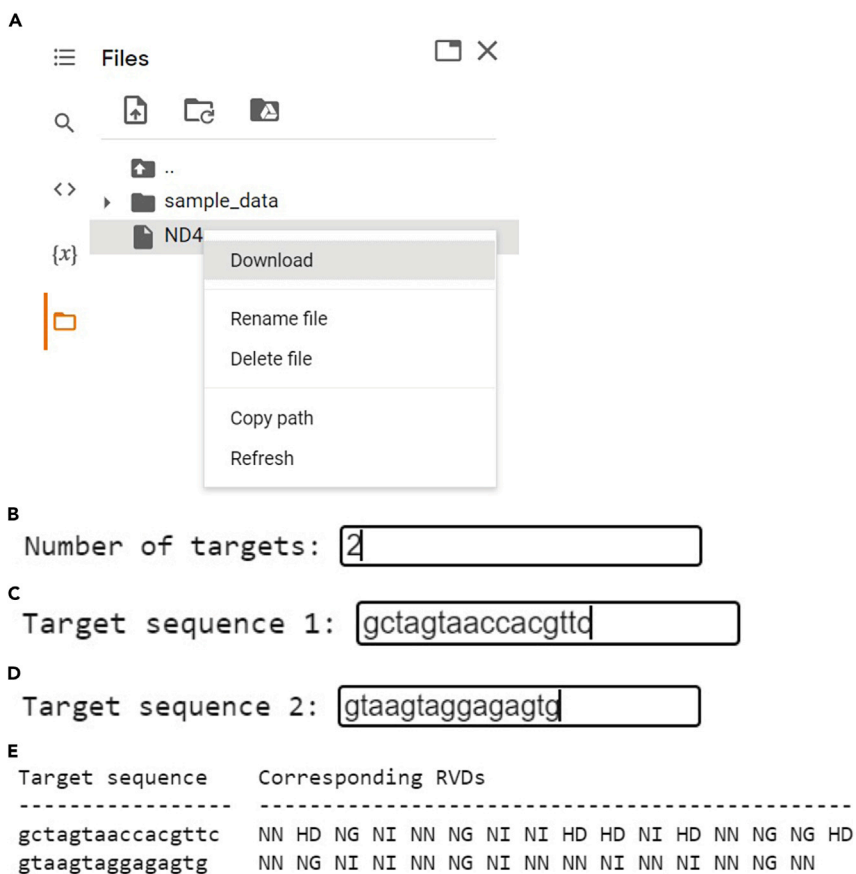 A
Files
..
sample_data
{x}
ND4
Download
Rename file
Delete file
Copy path
Refresh
B
Number of targets: 2
C
Target sequence 1: gctagtaaccacgttc
D
Target sequence 2: gtaagtaggagagtg
E
Target sequence Corresponding RVDs
----------------- -----------------------------------------------
gctagtaaccacgttc NN HD NG NI NN NG NI NI HD HD NI HD NN NG NG HD
gtaagtaggagagtg NN NG NI NI NN NG NI NN NN NI NN NI NN NG NN